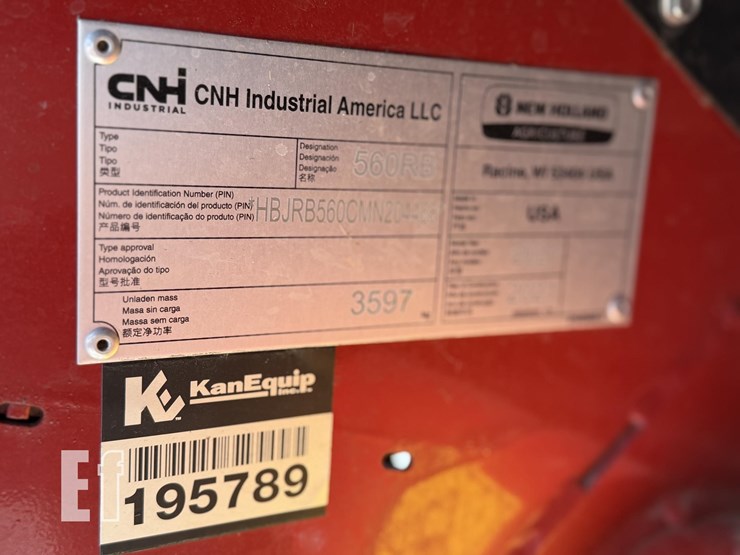 CNH
INDUSTRIAL
CNH Industrial America LLC
Type
Tipo
Tipo
类型
Designation
Designación
Designação
名称
560RB
Product Identification Number (PIN)
Núm. de identificación del producto (PIN)
Número de identificação do produto (PIN)
产品编号
Type approval
Homologación
Aprovação do tipo
型号批准
Unladen mass
Masa sin carga
Massa sem carga
额定净功率
3597
kg
NEW HOLLAND
AGRICULTURE
Racine, WI
USA
USA
KE
KanEquip
Inc.
195789
Ef